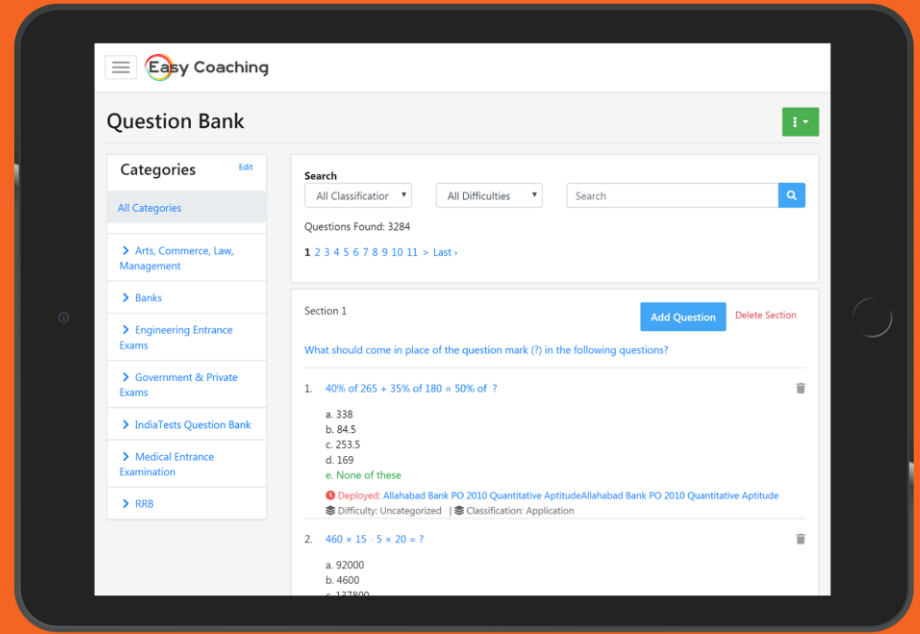 Easy Coaching
Question Bank
Categories
Edit
All Categories
Arts, Commerce, Law,
Management
Banks
Engineering Entrance
Exams
Government & Private
Exams
IndiaTests Question Bank
Medical Entrance
Examination
RRB
Search
All Classification
All Difficulties
Search
Questions Found: 3284
1 2 3 4 5 6 7 8 9 10 11 > Last ›
Section 1
Add Question
Delete Section
What should come in place of the question mark (?) in the following questions?
1. 40% of 265 + 35% of 180 = 50% of ?
a. 338
b. 84.5
c. 253.5
d. 169
e. None of these
Deployed: Allahabad Bank PO 2010 Quantitative AptitudeAllahabad Bank PO 2010 Quantitative Aptitude
Difficulty: Uncategorized | Classification: Application
2. 460 × 15 - 5 × 20 = ?
a. 92000
b. 4600
c. 137800